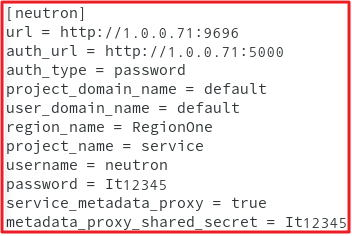 [neutron]
url = http://1.0.0.71:9696
auth_url = http://1.0.0.71:5000
auth_type = password
project_domain_name = default
user_domain_name = default
region_name = RegionOne
project_name = service
username = neutron
password = It12345
service_metadata_proxy = true
metadata_proxy_shared_secret = It12345